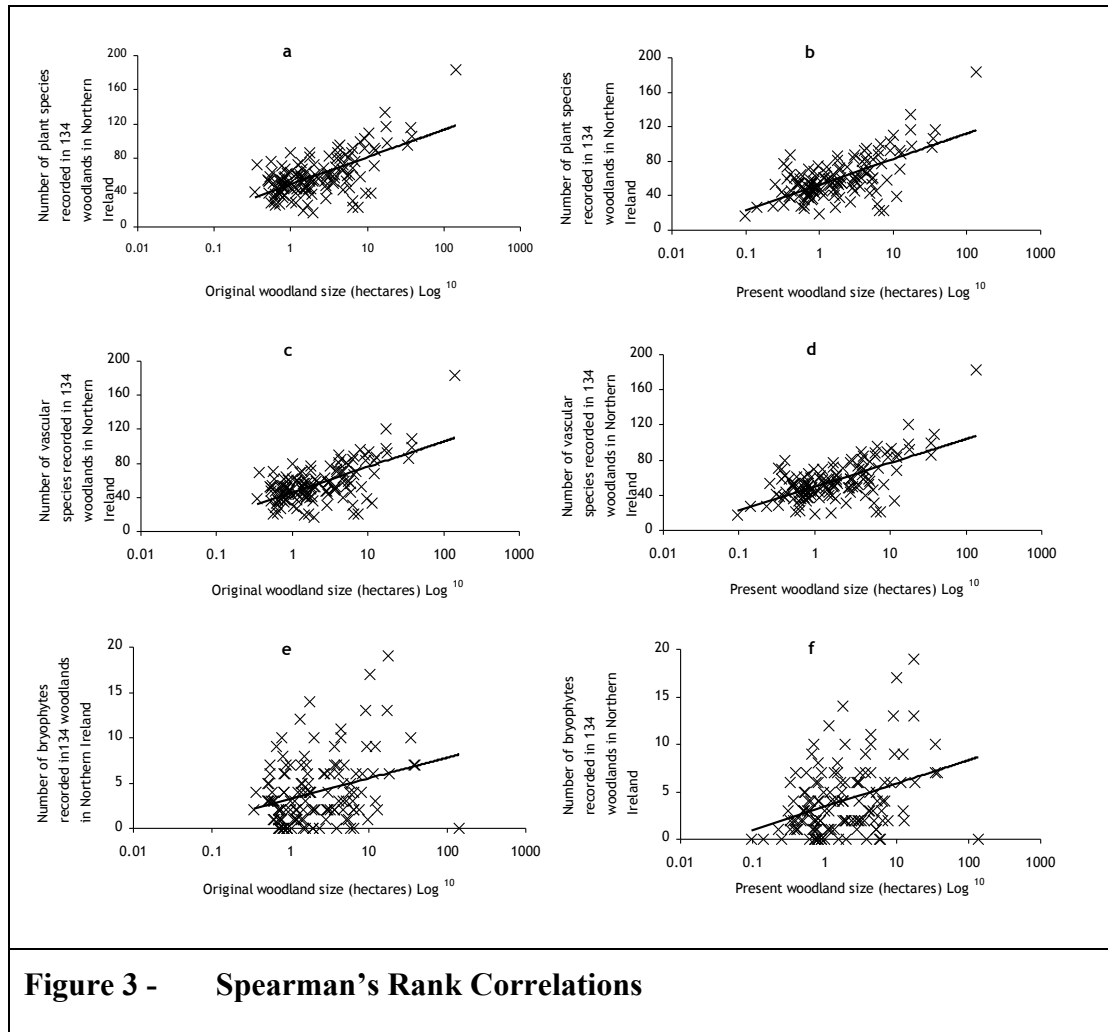 a
Number of plant species
recorded in 134
woodlands in Northern
Ireland
200
160
120
80
40
0
0.01 0.1 1 10 100 1000
Original woodland size (hectares) Log 10
b
Number of plant species
recorded in 134
woodlands in Northern
Ireland
200
160
120
80
40
0
0.01 0.1 1 10 100 1000
Present woodland size (hectares) Log 10
c
Number of vascular
species recorded in 134
woodlands in Northern
Ireland
200
160
120
80
40
0
0.01 0.1 1 10 100 1000
Original woodland size (hectares) Log 10
d
Number of vascular
species recorded in 134
woodlands in Northern
Ireland
200
160
120
80
40
0
0.01 0.1 1 10 100 1000
Present woodland size (hectares) Log 10
e
Number of bryophytes
recorded in134 woodlands
in Northern Ireland
20
15
10
5
0
0.01 0.1 1 10 100 1000
Original woodland size (hectares) Log 10
f
Number of bryophytes
recorded in 134
woodlands in Northern
Ireland
20
15
10
5
0
0.01 0.1 1 10 100 1000
Present woodland size (hectares) Log 10
Figure 3 - Spearman's Rank Correlations